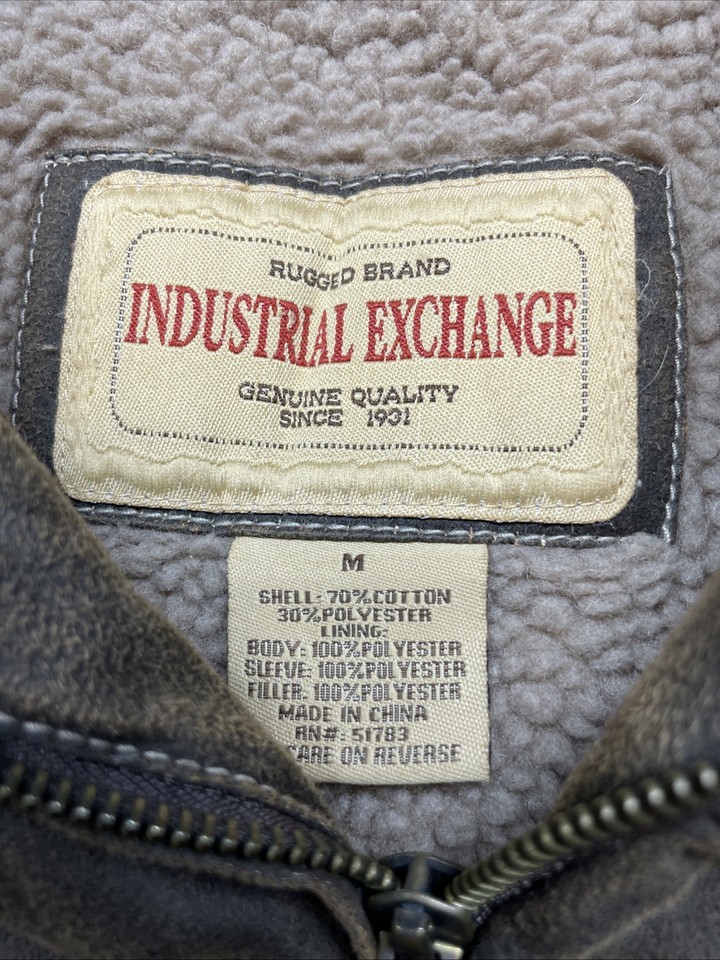 RUGGED BRAND
INDUSTRIAL EXCHANGE
GENUINE QUALITY
SINCE 1931
M
SHELL: 70%COTTON
30%POLYESTER
LINING:
BODY: 100%POLYESTER
SLEEVE: 100%POLYESTER
FILLER: 100%POLYESTER
MADE IN CHINA
RN#: 51783
CARE ON REVERSE